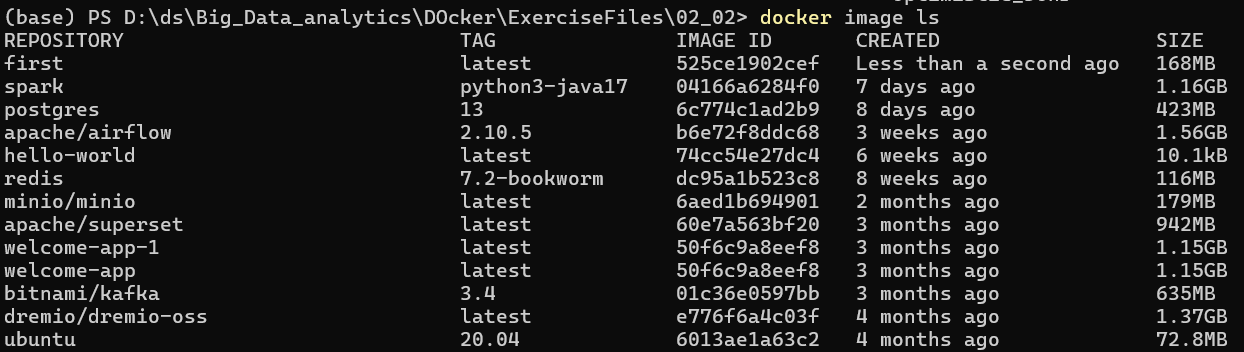 (base) PS D:\ds\Big_Data_analytics\DOcker\ExerciseFiles\02_02> docker image ls
REPOSITORY TAG IMAGE ID CREATED SIZE
first latest 525ce1902cef Less than a second ago 168MB
spark python3-java17 04166a6284f0 7 days ago 1.16GB
postgres 13 6c774c1ad2b9 8 days ago 423MB
apache/airflow 2.10.5 b6e72f8ddc68 3 weeks ago 1.56GB
hello-world latest 74cc54e27dc4 6 weeks ago 10.1kB
redis 7.2-bookworm dc95a1b523c8 8 weeks ago 116MB
minio/minio latest 6aed1b694901 2 months ago 179MB
apache/superset latest 60e7a563bf20 3 months ago 942MB
welcome-app-1 latest 50f6c9a8eef8 3 months ago 1.15GB
welcome-app latest 50f6c9a8eef8 3 months ago 1.15GB
bitnami/kafka 3.4 01c36e0597bb 3 months ago 635MB
dremio/dremio-oss latest e776f6a4c03f 4 months ago 1.37GB
ubuntu 20.04 6013ae1a63c2 4 months ago 72.8MB